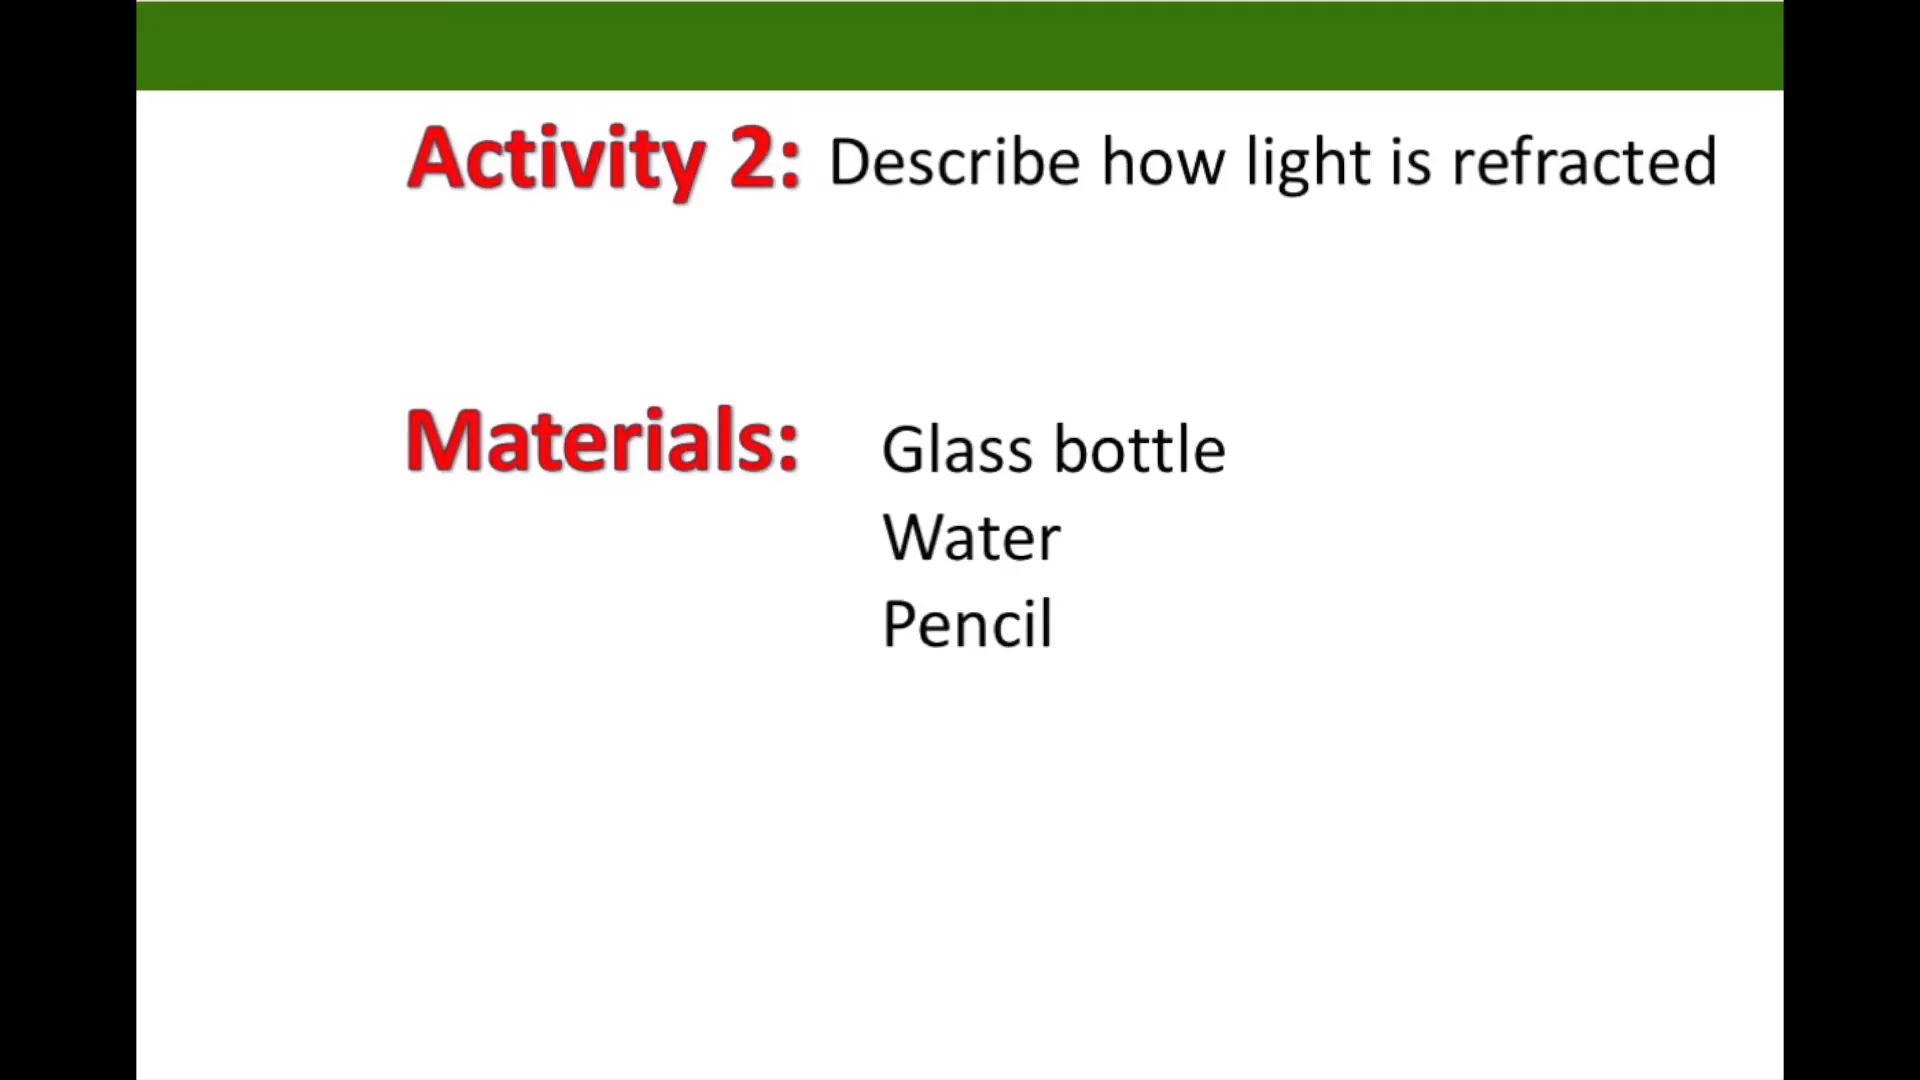 Activity 2: Describe how light is refracted
Materials: Glass bottle
Water
Pencil